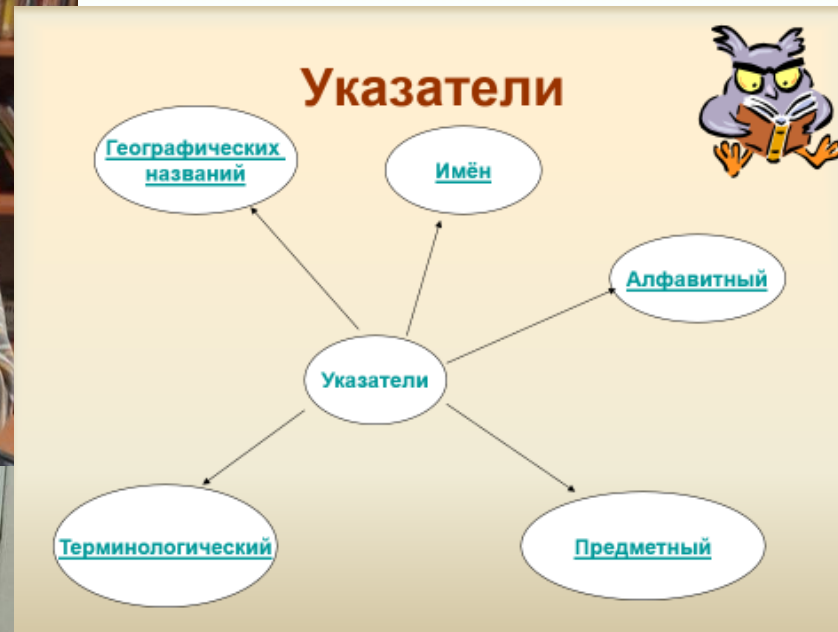 Указатели
Географических
названий
Имён
Алфавитный
Указатели
Терминологический
Предметный